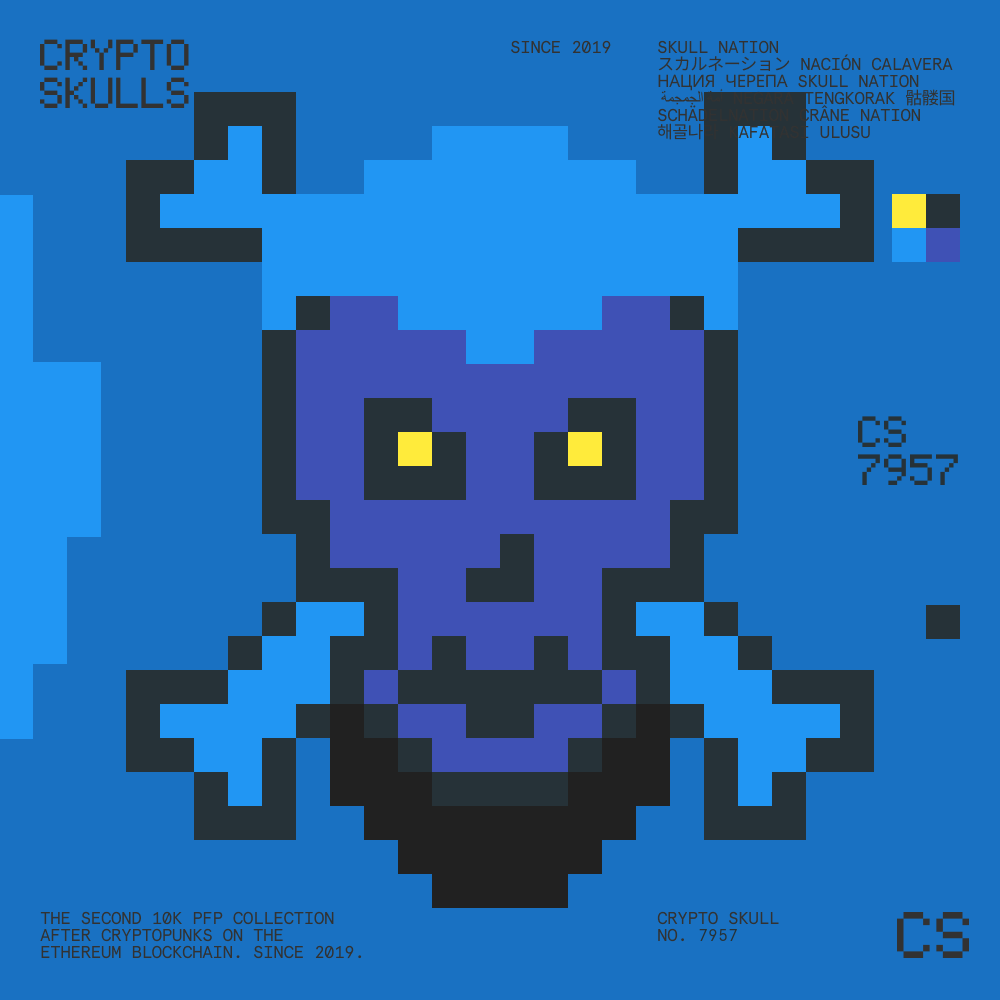 CRYPTO
SKULLS
SINCE 2019
SKULL NATION
スカルネーション NACIÓN CALAVERA
НАЦИЯ ЧЕРЕПА SKULL NATION
TENGKORAK 骷髅国
CRÂNE NATION
ULUSU
CS
7957
THE SECOND 10K PFP COLLECTION
AFTER CRYPTOPUNKS ON THE
ETHEREUM BLOCKCHAIN. SINCE 2019.
CRYPTO SKULL
NO. 7957
CS